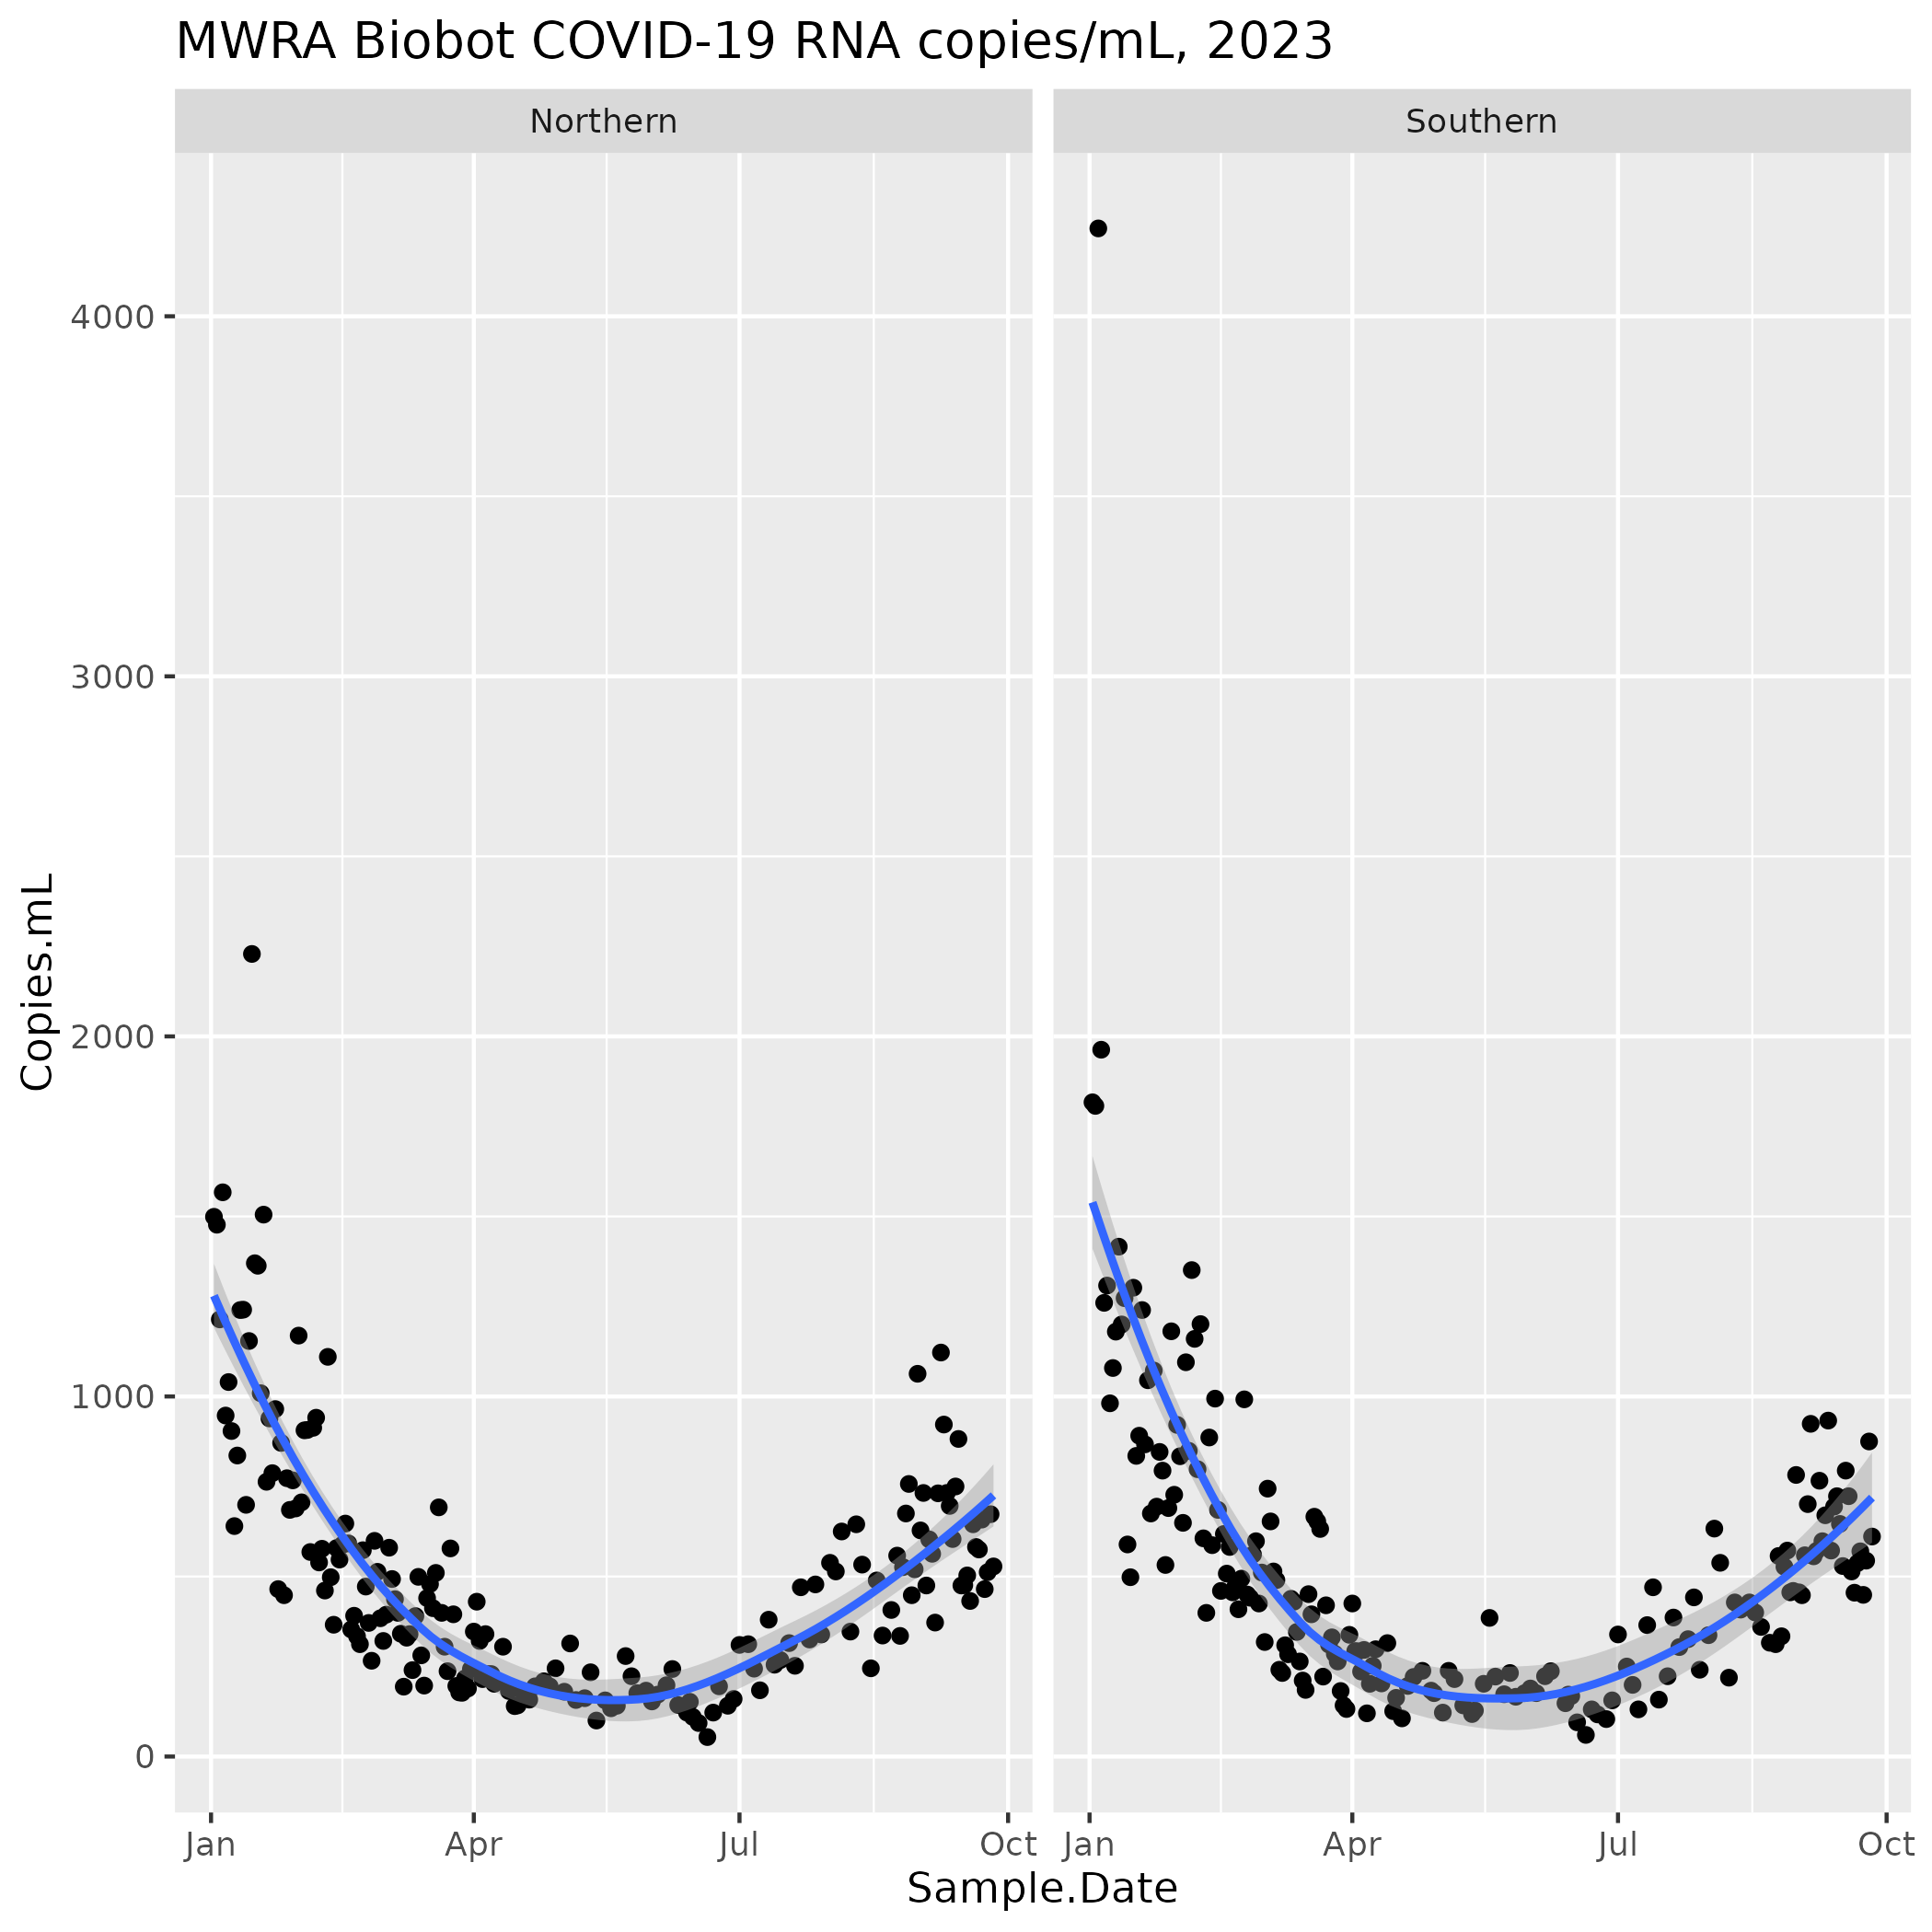 MWRA Biobot COVID-19 RNA copies/mL, 2023
Northern Southern
Copies.mL
4000
3000
2000
1000
0
Jan Apr Jul Oct Jan Apr Jul Oct
Sample.Date